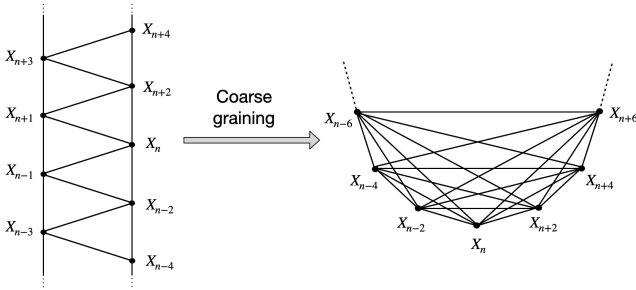 X_{n+4}
X_{n+3}
X_{n+2}
X_{n+1}
X_n
X_{n-1}
X_{n-2}
X_{n-3}
X_{n-4}
Coarse
graining
X_{n-6}
X_{n+6}
X_{n-4}
X_{n+4}
X_{n-2}
X_{n+2}
X_n